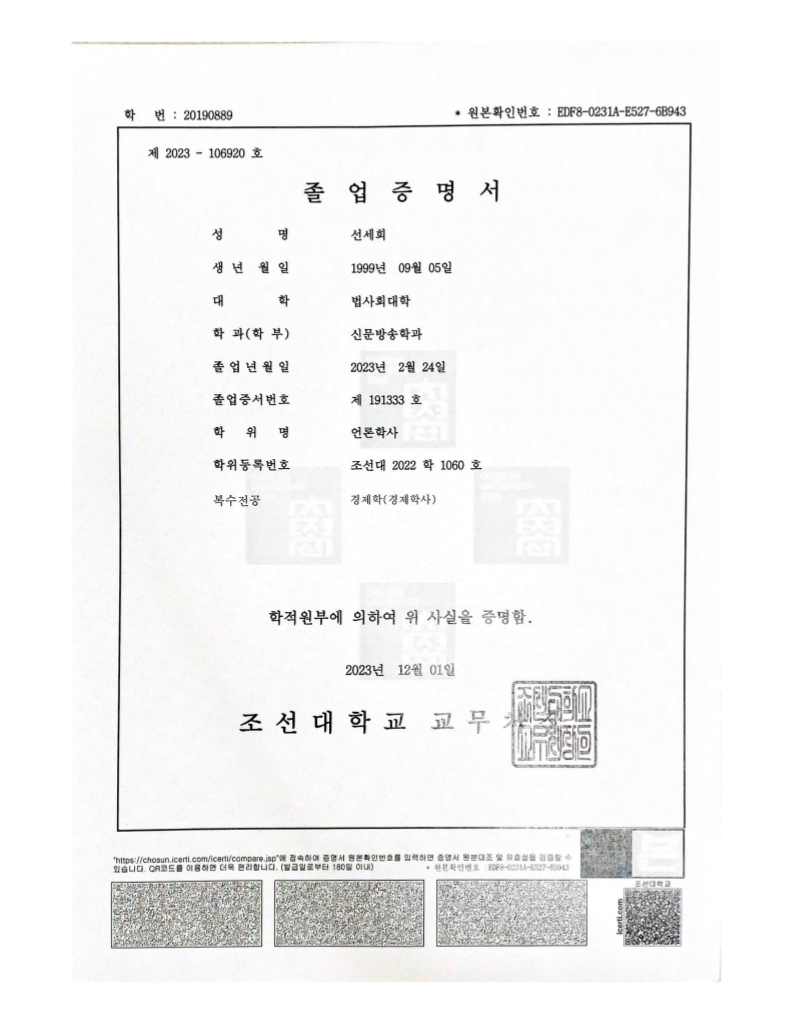 학 번 : 20190889
* 원본확인번호 : EDF8-0231A-E527-6B943
제 2023 - 106920 호
졸 업 증 명 서
성 명 선세희
생 년 월 일 1999년 09월 05일
대 학 법사회대학
학 과(학 부) 신문방송학과
졸 업 년 월 일 2023년 2월 24일
졸업증서번호 제 191333 호
학 위 명 언론학사
학위등록번호 조선대 2022 학 1060 호
복수전공 경제학(경제학사)
학적원부에 의하여 위 사실을 증명함.
2023년 12월 01일
조 선 대 학 교 교 무 처
"https://chosun.icerti.com/icerti/compare.jsp"에 접속하여 증명서 원본확인번호를 입력하면 증명서 원본대조 및 유효성을 검증할 수
있습니다. QR코드를 이용하면 더욱 편리합니다. (발급일로부터 180일 이내) * 원본확인번호 : EDF8-0231A-E527-6B943
조선대학교
icerti.com